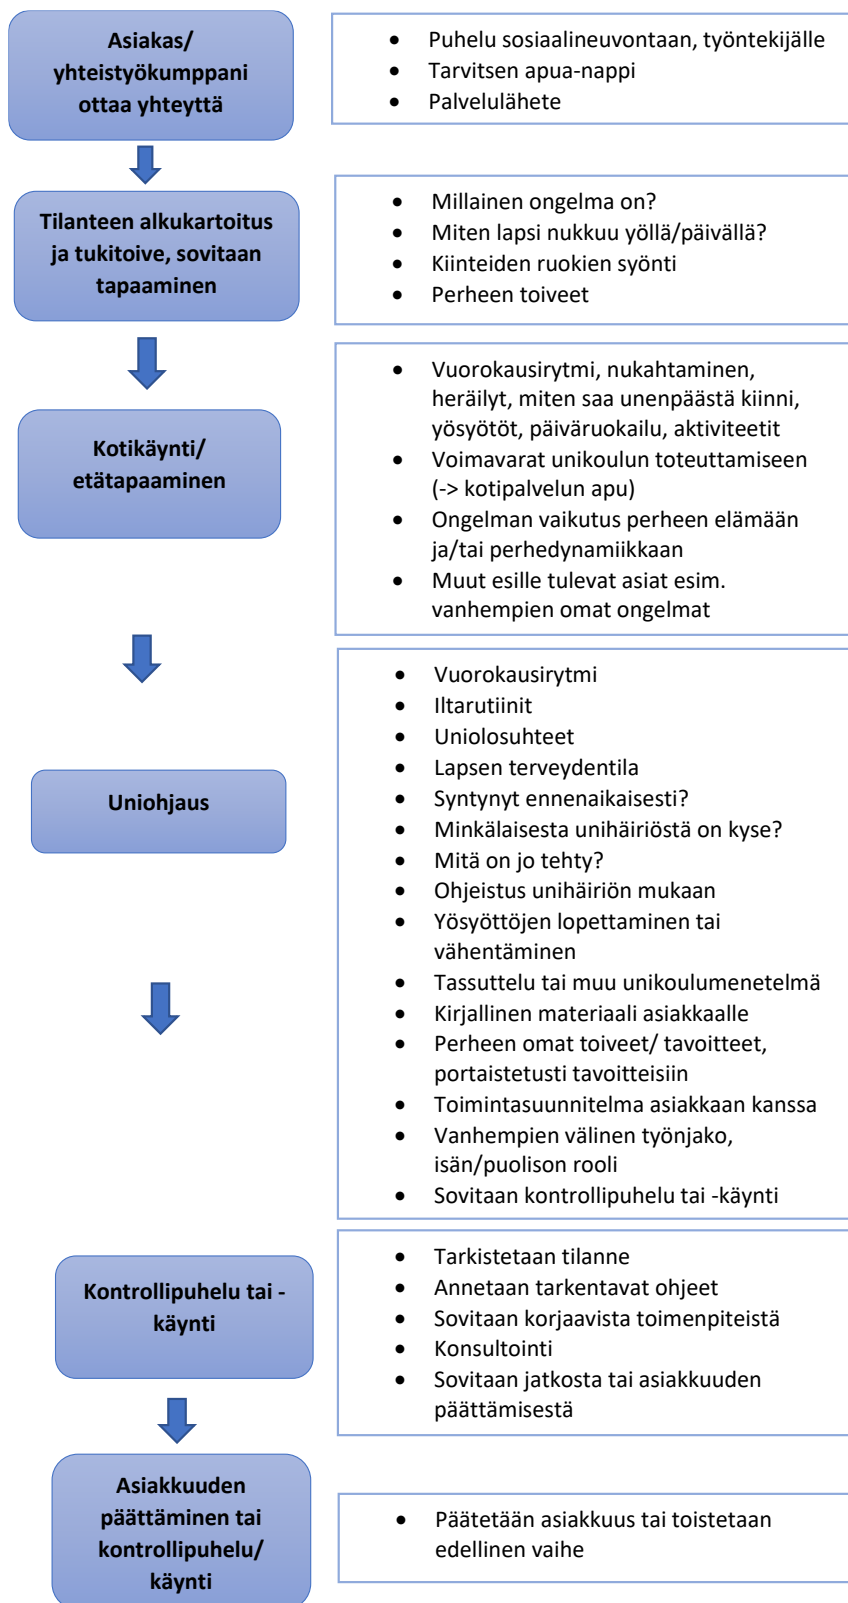 Asiakas/
yhteistyökumppani
ottaa yhteyttä
• Puhelu sosiaalineuvontaan, työntekijälle
• Tarvitsen apua-nappi
• Palvelulähete
Tilanteen alkukartoitus
ja tukitoive, sovitaan
tapaaminen
• Millainen ongelma on?
• Miten lapsi nukkuu yöllä/päivällä?
• Kiinteiden ruokien syönti
• Perheen toiveet
Kotikäynti/
etätapaaminen
• Vuorokausirytmi, nukahtaminen,
heräilyt, miten saa unenpäästä kiinni,
yösyötöt, päiväruokailu, aktiviteetit
• Voimavarat unikoulun toteuttamiseen
(-> kotipalvelun apu)
• Ongelman vaikutus perheen elämään
ja/tai perhedynamiikkaan
• Muut esille tulevat asiat esim.
vanhempien omat ongelmat
Uniohjaus
• Vuorokausirytmi
• Iltarutiinit
• Uniolosuhteet
• Lapsen terveydentila
• Syntynyt ennenaikaisesti?
• Minkälaisesta unihäiriöstä on kyse?
• Mitä on jo tehty?
• Ohjeistus unihäiriön mukaan
• Yösyöttöjen lopettaminen tai
vähentäminen
• Tassuttelu tai muu unikoulumenetelmä
• Kirjallinen materiaali asiakkaalle
• Perheen omat toiveet/ tavoitteet,
portaistetusti tavoitteisiin
• Toimintasuunnitelma asiakkaan kanssa
• Vanhempien välinen työnjako,
isän/puolison rooli
• Sovitaan kontrollipuhelu tai -käynti
Kontrollipuhelu tai -
käynti
• Tarkistetaan tilanne
• Annetaan tarkentavat ohjeet
• Sovitaan korjaavista toimenpiteistä
• Konsultointi
• Sovitaan jatkosta tai asiakkuuden
päättämisestä
Asiakkuuden
päättäminen tai
kontrollipuhelu/
käynti
• Päätetään asiakkuus tai toistetaan
edellinen vaihe